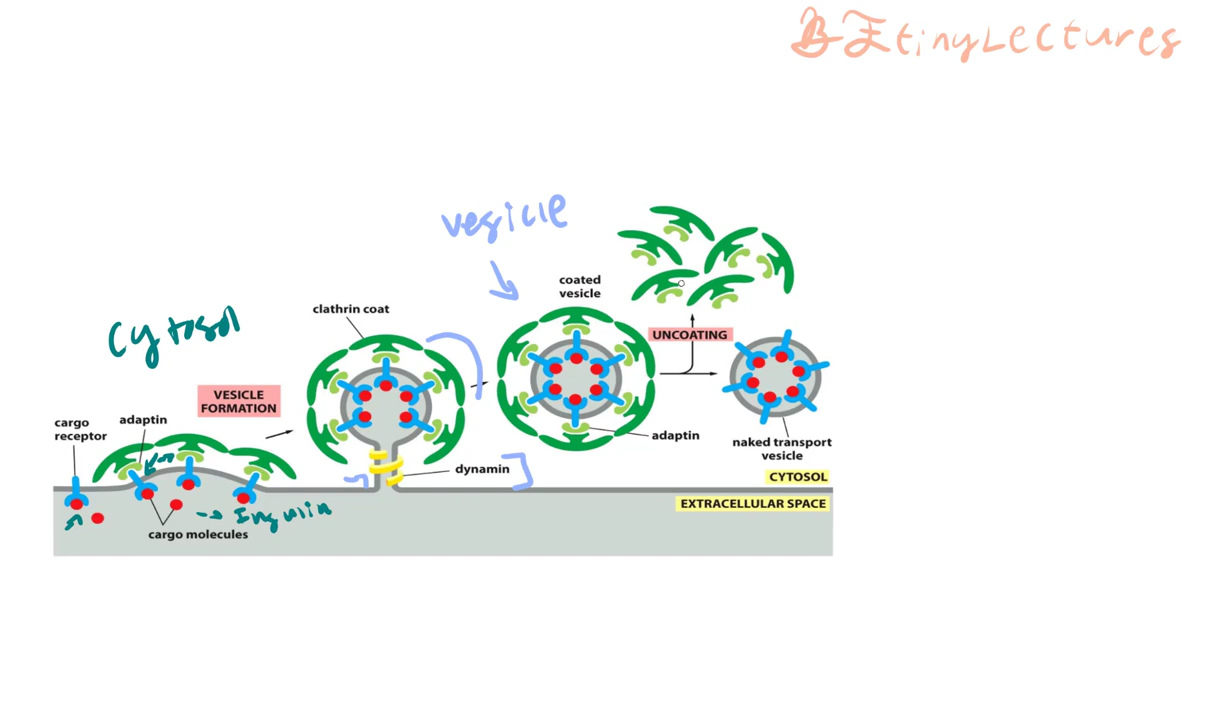 tinyLectures
vesicle
coated
vesicle
clathrin coat
Cytosol
UNCOATING
VESICLE
FORMATION
adaptin
cargo
receptor
adaptin
naked transport
vesicle
dynamin
CYTOSOL
EXTRACELLULAR SPACE
Insulin
cargo molecules